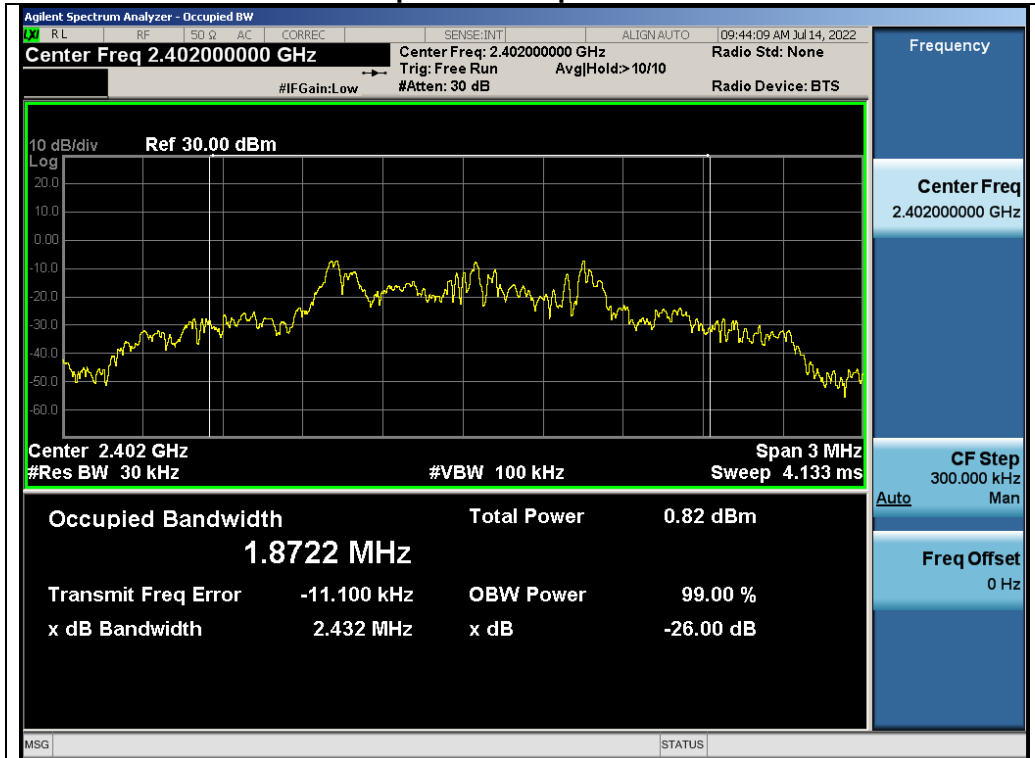 Agilent Spectrum Analyzer - Occupied BW
LXI RL RF 50 Ω AC CORREC SENSE:INT ALIGN AUTO 09:44:09 AM Jul 14, 2022
Center Freq 2.402000000 GHz
Center Freq: 2.402000000 GHz
Radio Std: None
Trig: Free Run Avg|Hold:> 10/10
#IFGain:Low
#Atten: 30 dB
Radio Device: BTS
10 dB/div Ref 30.00 dBm
Log
20.0
10.0
0.00
-10.0
-20.0
-30.0
-40.0
-50.0
-60.0
Center 2.402 GHz
Span 3 MHz
#Res BW 30 kHz
#VBW 100 kHz
Sweep 4.133 ms
Occupied Bandwidth
1.8722 MHz
Total Power 0.82 dBm
Transmit Freq Error -11.100 kHz
OBW Power 99.00 %
x dB Bandwidth 2.432 MHz
x dB -26.00 dB
MSG
STATUS
Frequency
Center Freq
2.402000000 GHz
CF Step
300.000 kHz
Auto Man
Freq Offset
0 Hz